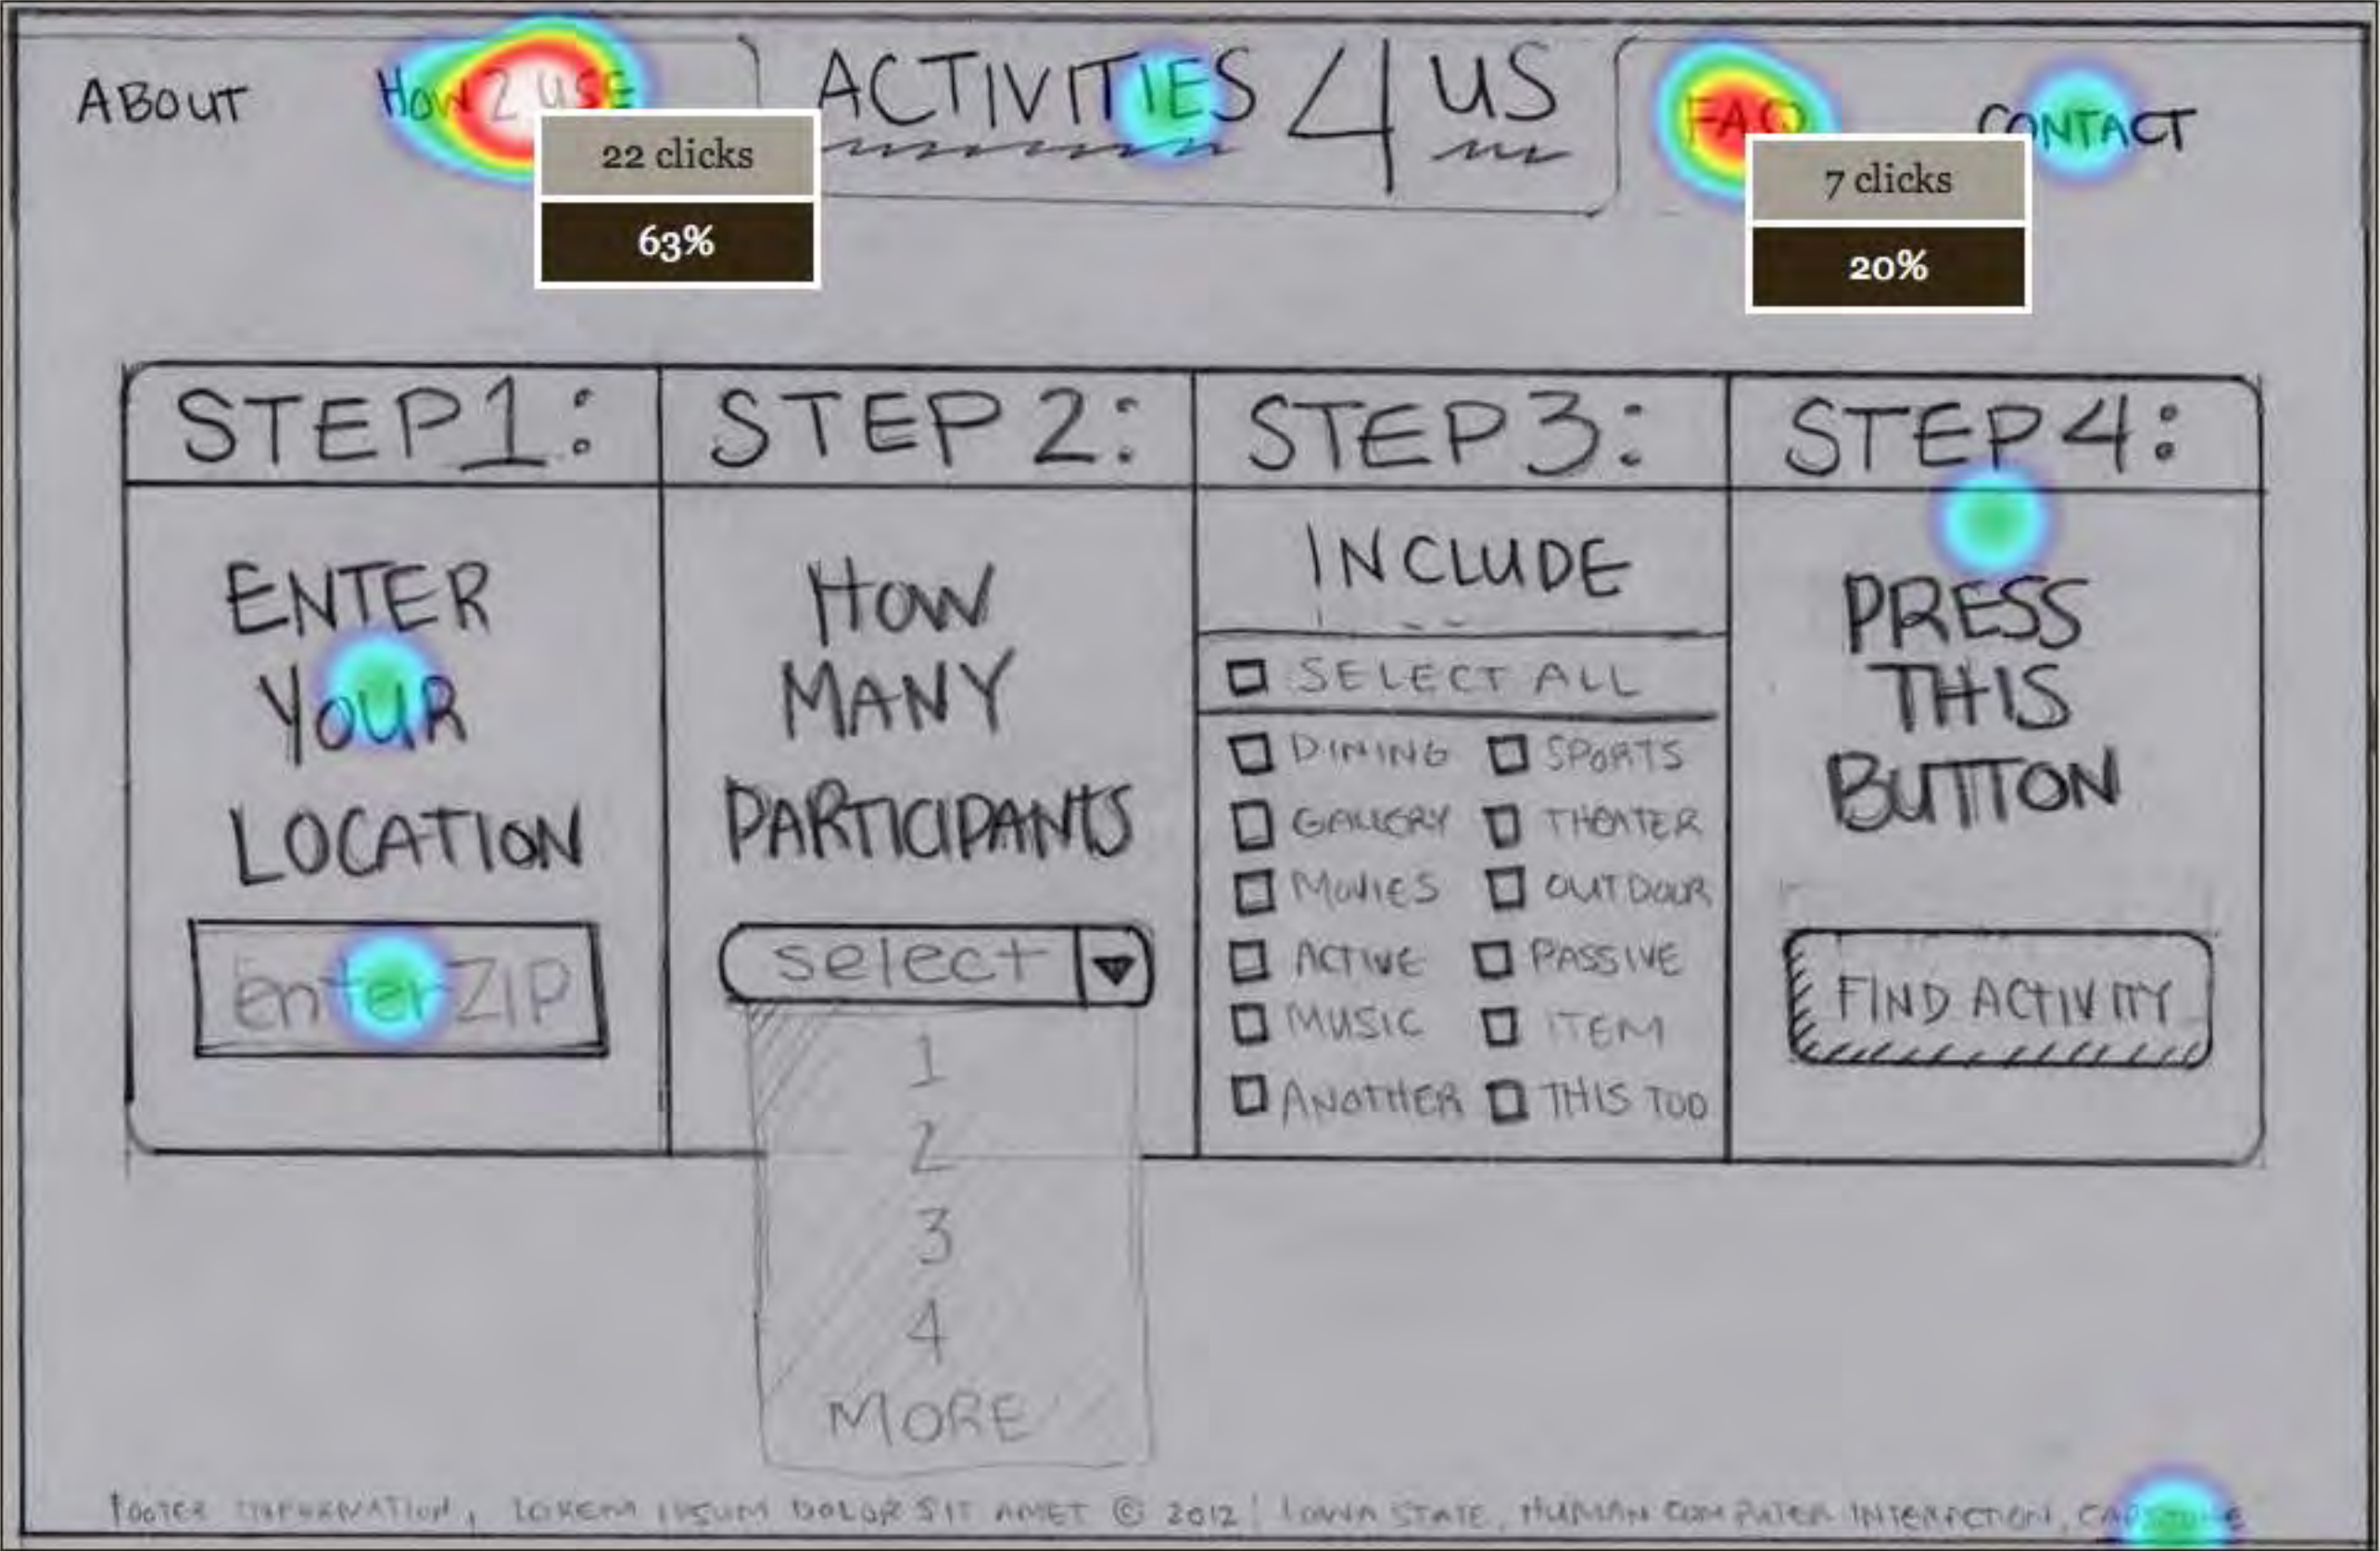 ABOUT
HOW 2 USE
ACTIVITIES 4 US
FAQ
CONTACT
22 clicks
63%
7 clicks
20%
STEP 1:
ENTER
YOUR
LOCATION
enter ZIP
STEP 2:
HOW
MANY
PARTICIPANTS
select
1
2
3
4
MORE
STEP 3:
INCLUDE
SELECT ALL
DINING SPORTS
GALLERY THEATER
MOVIES OUTDOOR
ACTIVE PASSIVE
MUSIC ITEM
ANOTHER THIS TOO
STEP 4:
PRESS
THIS
BUTTON
FIND ACTIVITY
FOOTER INFORMATION, LOREM IPSUM DOLOR SIT AMET © 2012 | IOWA STATE, HUMAN COMPUTER INTERACTION, CAPSTONE